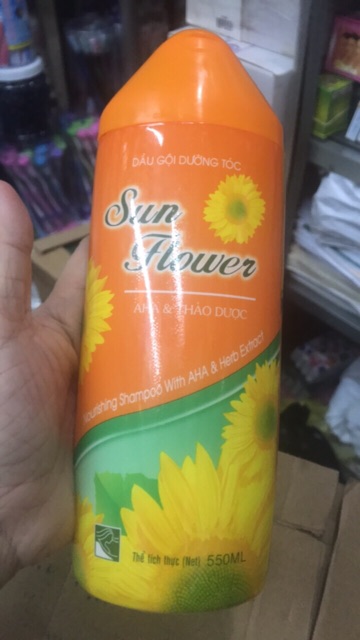 DẦU GỘI DƯỠNG TÓC
Sun
Flower
AHA & THẢO DƯỢC
Nourishing Shampoo With AHA & Herb Extract
Thể tích thực (Net) 550ML